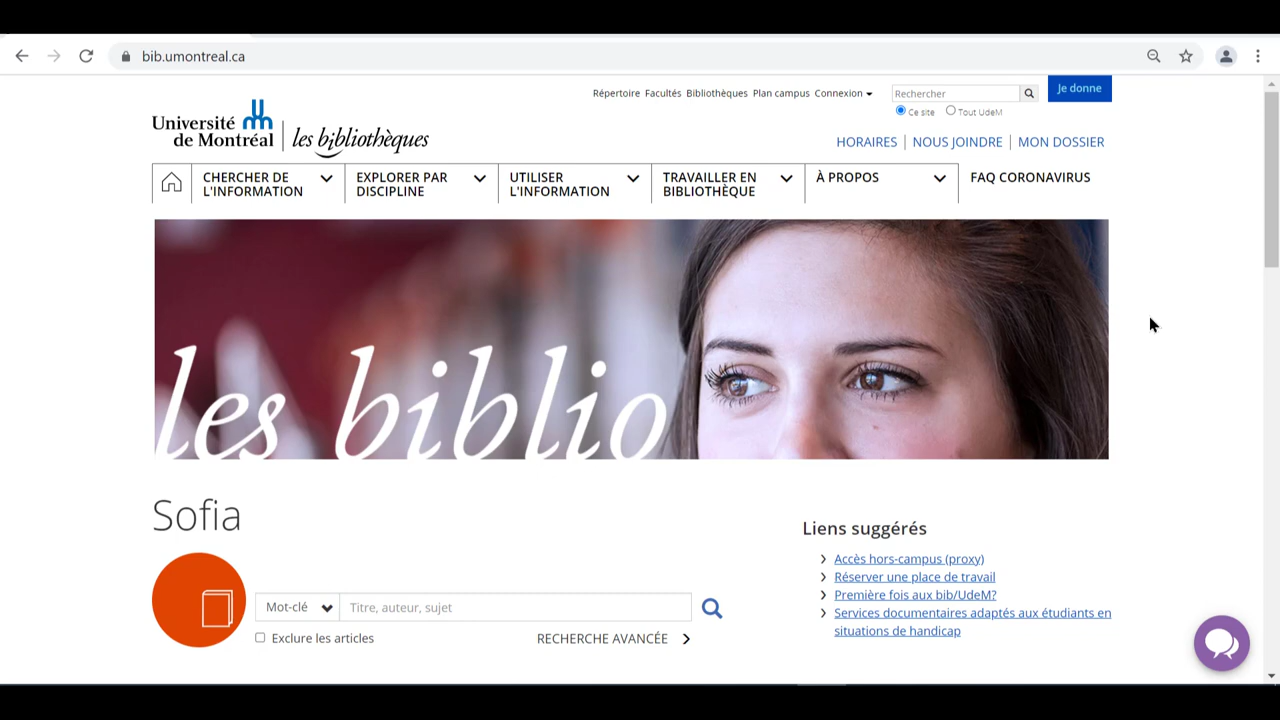 bib.umontreal.ca
Répertoire Facultés Bibliothèques Plan campus Connexion
Rechercher
Je donne
Ce site Tout UdeM
Université
de Montréal
les bibliothèques
HORAIRES NOUS JOINDRE MON DOSSIER
CHERCHER DE
L'INFORMATION
EXPLORER PAR
DISCIPLINE
UTILISER
L'INFORMATION
TRAVAILLER EN
BIBLIOTHÈQUE
À PROPOS
FAQ CORONAVIRUS
les biblio
Sofia
Mot-clé
Titre, auteur, sujet
Exclure les articles
RECHERCHE AVANCÉE
Liens suggérés
Accès hors-campus (proxy)
Réserver une place de travail
Première fois aux bib/UdeM?
Services documentaires adaptés aux étudiants en
situations de handicap